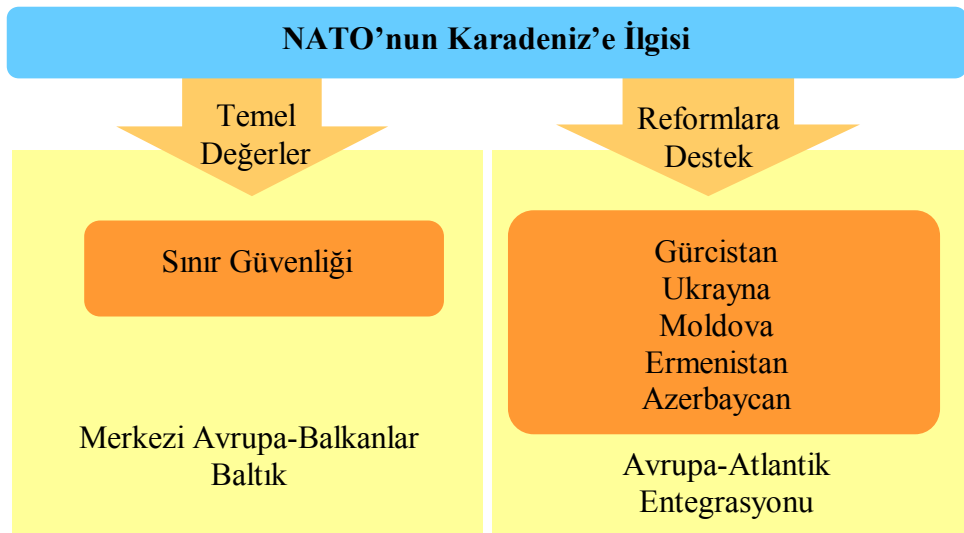 NATO’nun Karadeniz’e İlgisi
Temel
Değerler
Sınır Güvenliği
Merkezi Avrupa-Balkanlar
Baltık
Reformlara
Destek
Gürcistan
Ukrayna
Moldova
Ermenistan
Azerbaycan
Avrupa-Atlantik
Entegrasyonu